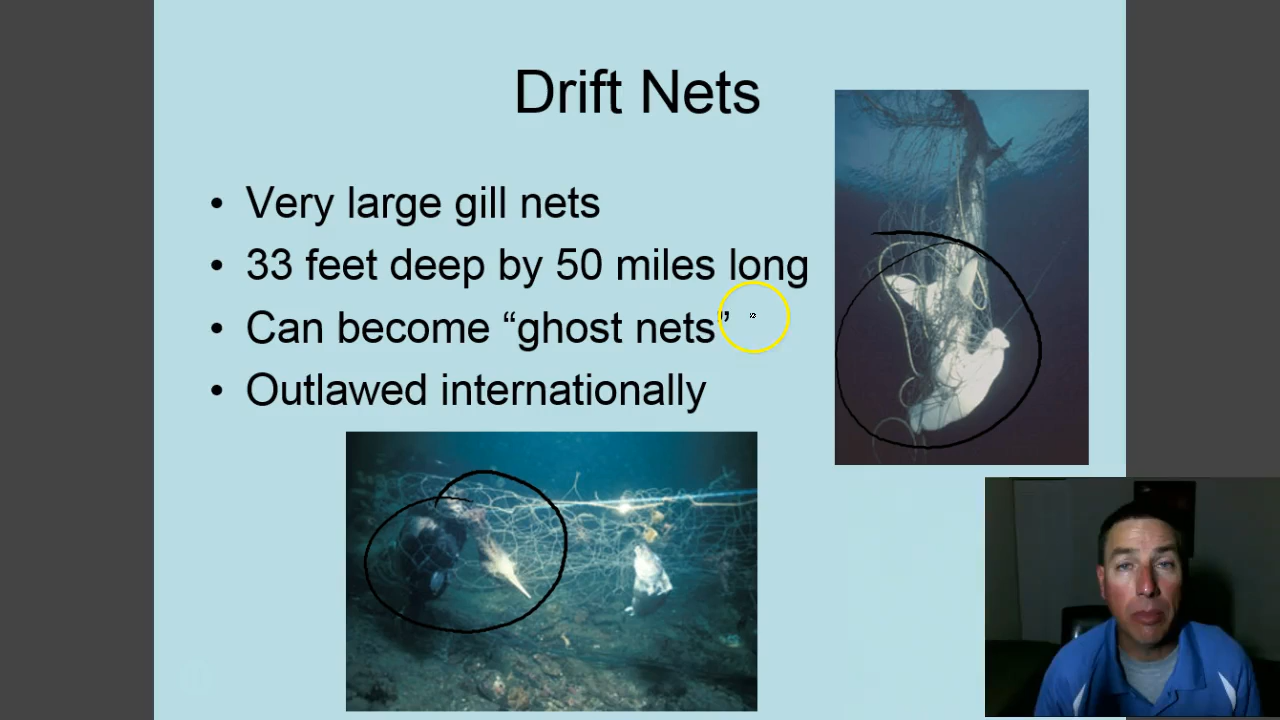 Drift Nets
• Very large gill nets
• 33 feet deep by 50 miles long
• Can become “ghost nets”
• Outlawed internationally